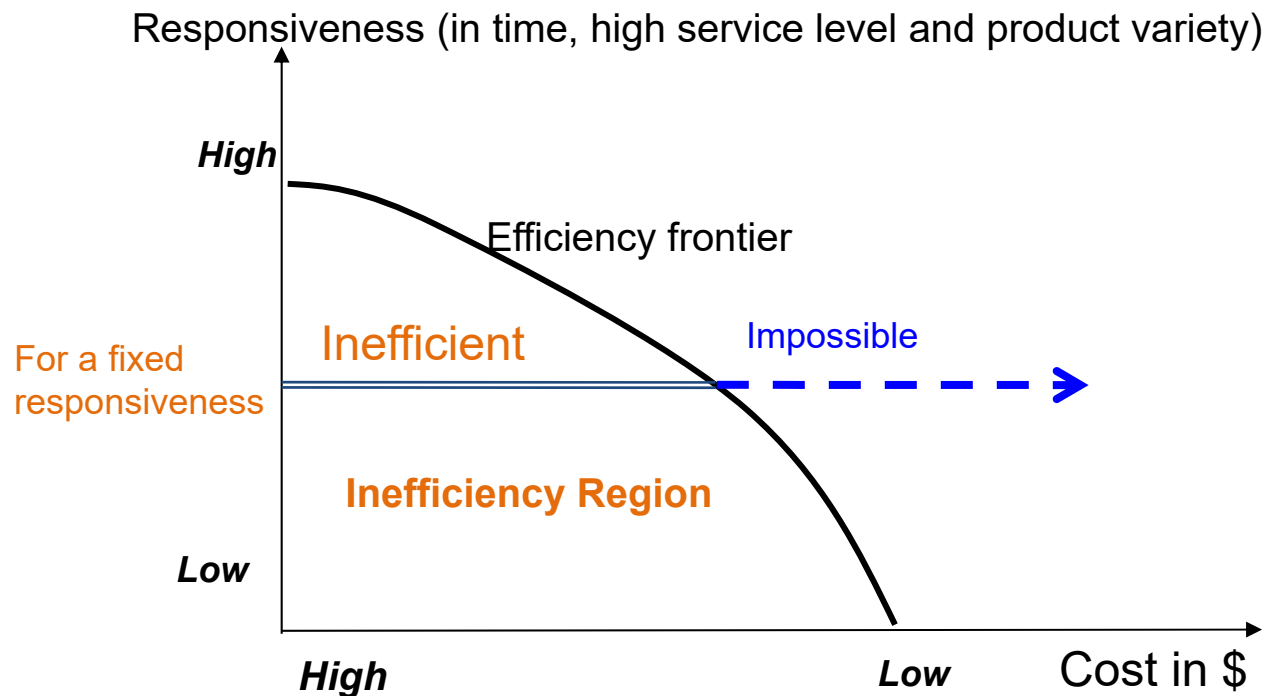 Responsiveness (in time, high service level and product variety)
High
Efficiency frontier
Inefficient
Impossible
For a fixed
responsiveness
Inefficiency Region
Low
High
Low
Cost in $